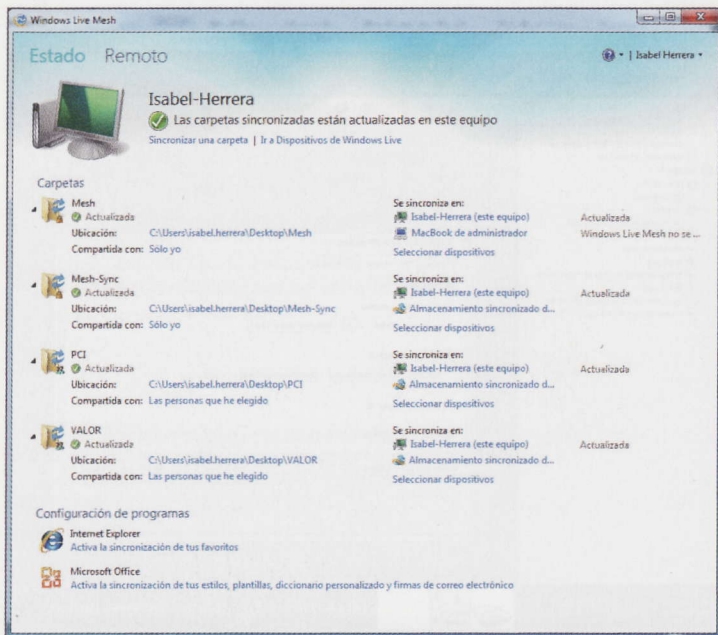 Windows Live Mesh
Estado Remoto
| Isabel Herrera
Isabel-Herrera
Las carpetas sincronizadas están actualizadas en este equipo
Sincronizar una carpeta | Ir a Dispositivos de Windows Live
Carpetas
Mesh
Actualizada
Ubicación: C:\Users\isabel.herrera\Desktop\Mesh
Compartida con: Sólo yo
Se sincroniza en:
Isabel-Herrera (este equipo) Actualizada
MacBook de administrador Windows Live Mesh no se ...
Seleccionar dispositivos
Mesh-Sync
Actualizada
Ubicación: C:\Users\isabel.herrera\Desktop\Mesh-Sync
Compartida con: Sólo yo
Se sincroniza en:
Isabel-Herrera (este equipo) Actualizada
Almacenamiento sincronizado d...
Seleccionar dispositivos
PCI
Actualizada
Ubicación: C:\Users\isabel.herrera\Desktop\PCI
Compartida con: Las personas que he elegido
Se sincroniza en:
Isabel-Herrera (este equipo) Actualizada
Almacenamiento sincronizado d...
Seleccionar dispositivos
VALOR
Actualizada
Ubicación: C:\Users\isabel.herrera\Desktop\VALOR
Compartida con: Las personas que he elegido
Se sincroniza en:
Isabel-Herrera (este equipo) Actualizada
Almacenamiento sincronizado d...
Seleccionar dispositivos
Configuración de programas
Internet Explorer
Activa la sincronización de tus favoritos
Microsoft Office
Activa la sincronización de tus estilos, plantillas, diccionario personalizado y firmas de correo electrónico